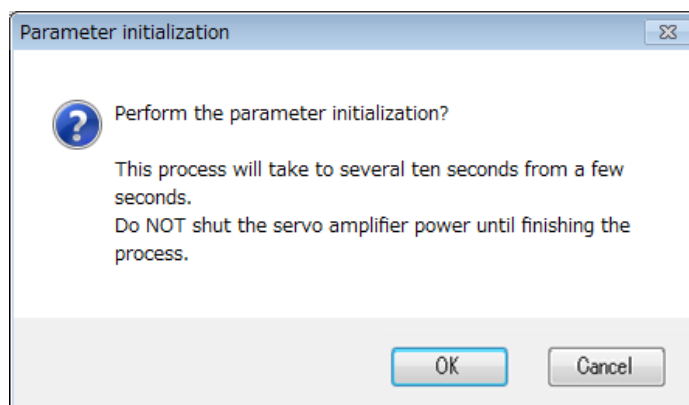 Parameter initialization
Perform the parameter initialization?
This process will take to several ten seconds from a few
seconds.
Do NOT shut the servo amplifier power until finishing the
process.
OK
Cancel